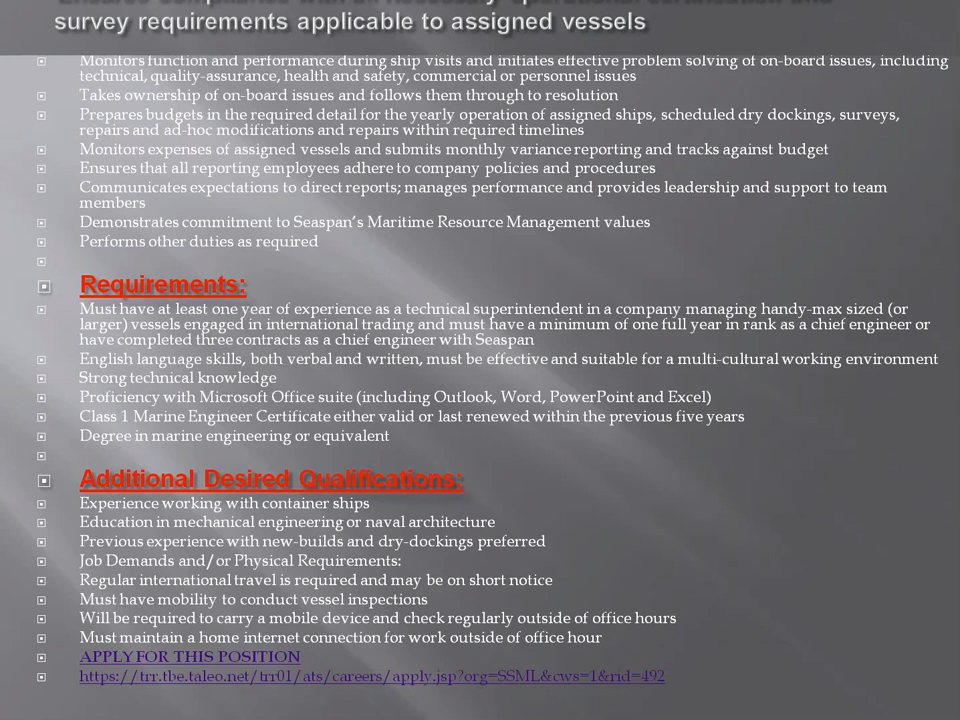 survey requirements applicable to assigned vessels
Monitors function and performance during ship visits and initiates effective problem solving of on-board issues, including
technical, quality-assurance, health and safety, commercial or personnel issues
Takes ownership of on-board issues and follows them through to resolution
Prepares budgets in the required detail for the yearly operation of assigned ships, scheduled dry dockings, surveys,
repairs and ad-hoc modifications and repairs within required timelines
Monitors expenses of assigned vessels and submits monthly variance reporting and tracks against budget
Ensures that all reporting employees adhere to company policies and procedures
Communicates expectations to direct reports; manages performance and provides leadership and support to team
members
Demonstrates commitment to Seaspan's Maritime Resource Management values
Performs other duties as required
Requirements:
Must have at least one year of experience as a technical superintendent in a company managing handy-max sized (or
larger) vessels engaged in international trading and must have a minimum of one full year in rank as a chief engineer or
have completed three contracts as a chief engineer with Seaspan
English language skills, both verbal and written, must be effective and suitable for a multi-cultural working environment
Strong technical knowledge
Proficiency with Microsoft Office suite (including Outlook, Word, PowerPoint and Excel)
Class 1 Marine Engineer Certificate either valid or last renewed within the previous five years
Degree in marine engineering or equivalent
Additional Desired Qualifications:
Experience working with container ships
Education in mechanical engineering or naval architecture
Previous experience with new-builds and dry-dockings preferred
Job Demands and/or Physical Requirements:
Regular international travel is required and may be on short notice
Must have mobility to conduct vessel inspections
Will be required to carry a mobile device and check regularly outside of office hours
Must maintain a home internet connection for work outside of office hour
APPLY FOR THIS POSITION
https://trr.tbe.taleo.net/trr01/ats/careers/apply.jsp?org=SSML&cws=1&rid=492